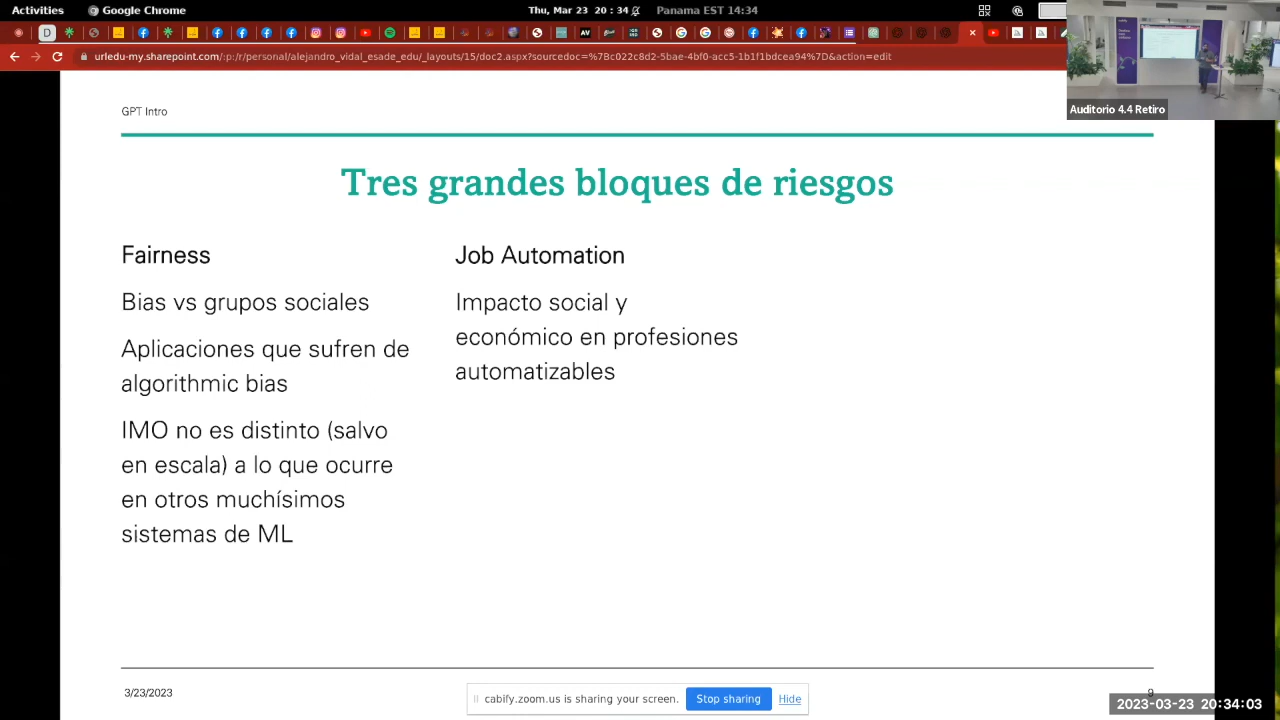 Activities
Google Chrome
Thu, Mar 23 20:34
Panama EST 14:34
urledu-my.sharepoint.com/:p:/r/personal/alejandro_vidal_esade_edu/_layouts/15/doc2.aspx?sourcedoc=%7Bc022c8d2-5bae-4bf0-acc5-1b1f1bdcea94%7D&action=edit
Auditorio 4.4 Retiro
GPT Intro
Tres grandes bloques de riesgos
Fairness
Bias vs grupos sociales
Aplicaciones que sufren de
algorithmic bias
IMO no es distinto (salvo
en escala) a lo que ocurre
en otros muchísimos
sistemas de ML
Job Automation
Impacto social y
económico en profesiones
automatizables
3/23/2023
9
cabify.zoom.us is sharing your screen.
Stop sharing
Hide
2023-03-23 20:34:03